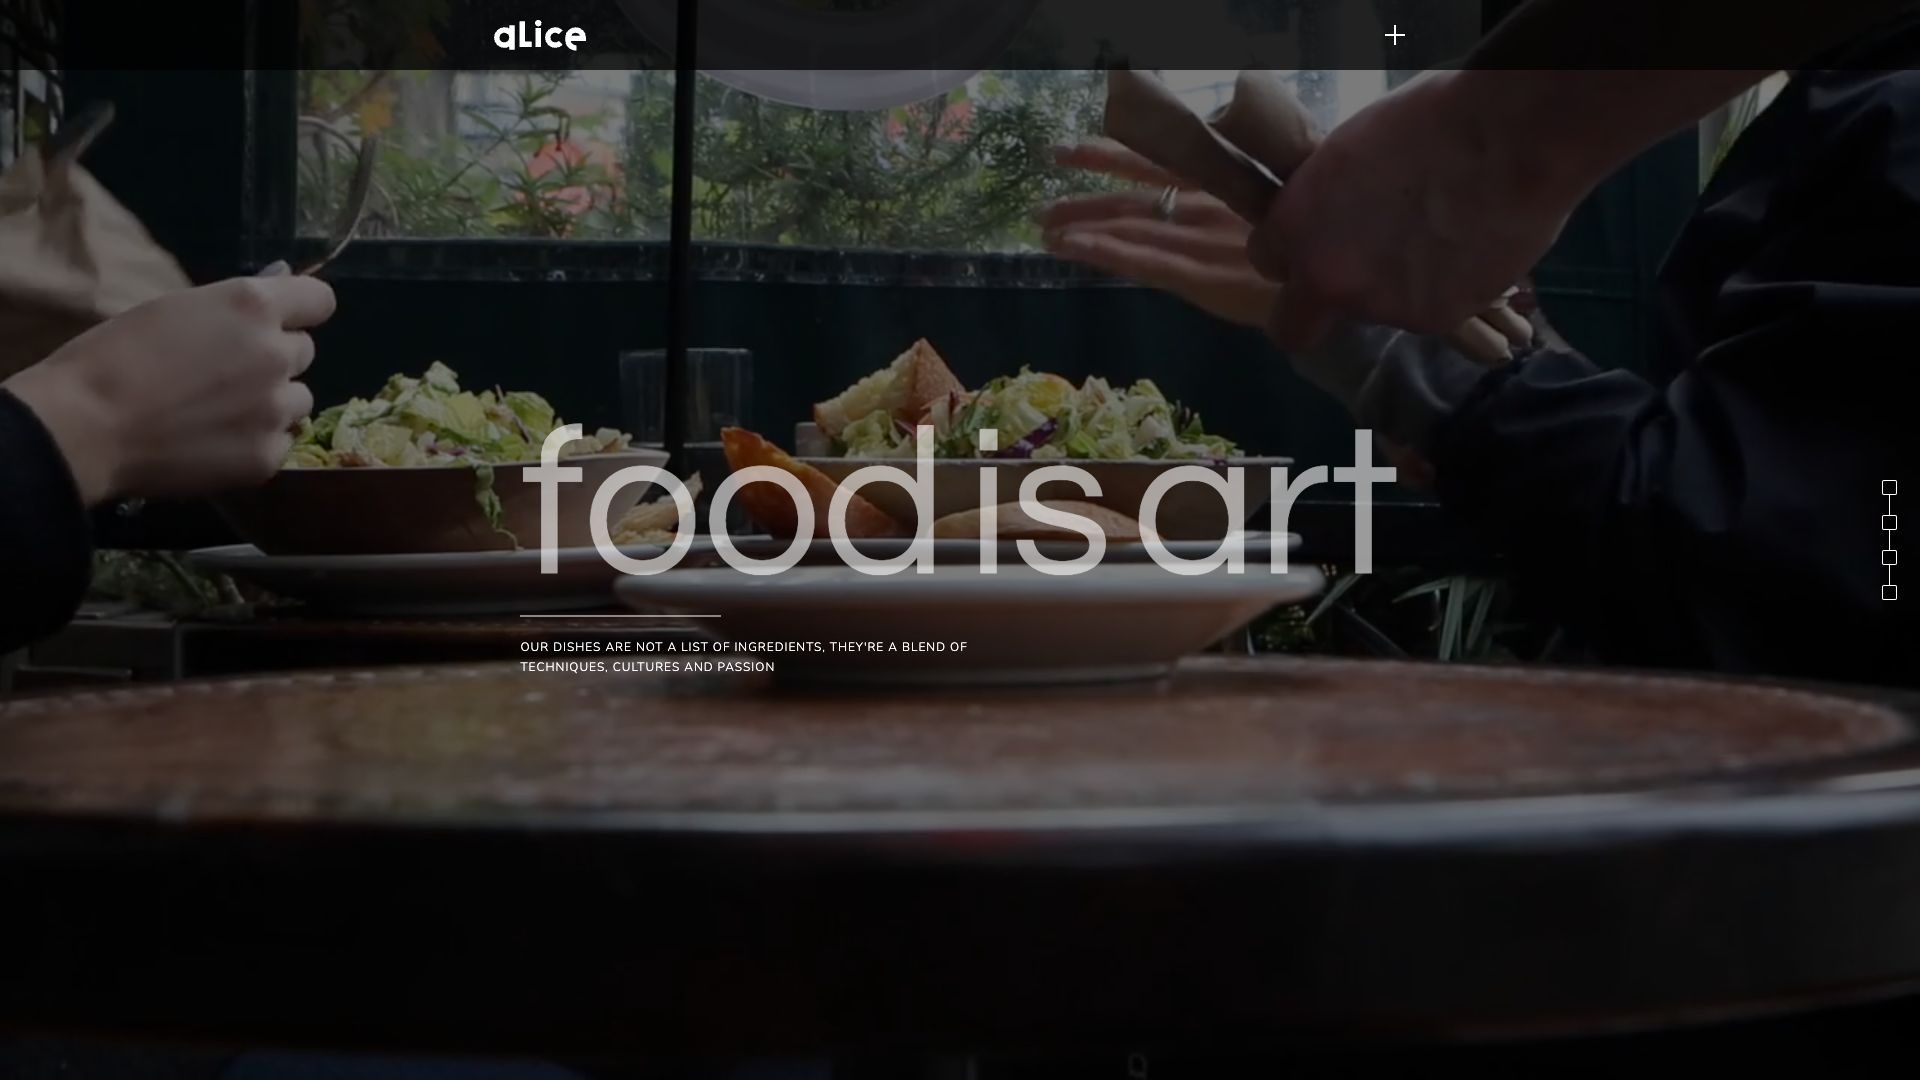 aLice
food is art
OUR DISHES ARE NOT A LIST OF INGREDIENTS, THEY'RE A BLEND OF
TECHNIQUES, CULTURES AND PASSION